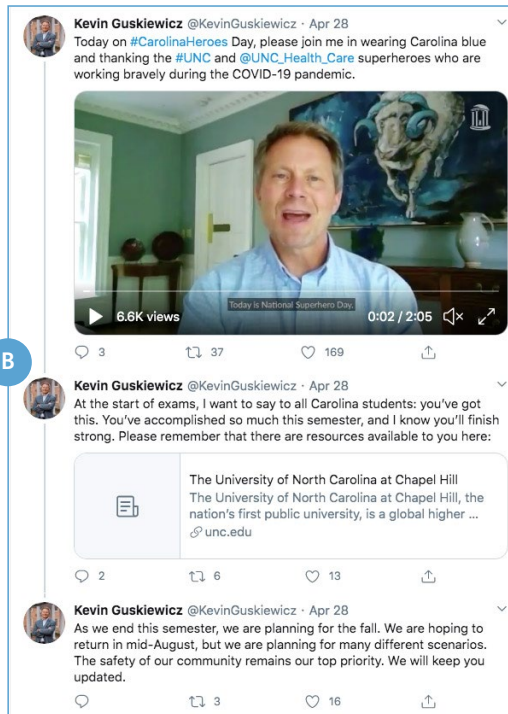 Kevin Guskiewicz @KevinGuskiewicz · Apr 28
Today on #CarolinaHeroes Day, please join me in wearing Carolina blue
and thanking the #UNC and @UNC_Health_Care superheroes who are
working bravely during the COVID-19 pandemic.
Today is National Superhero Day.
6.6K views
0:02 / 2:05
3 37 169
B
Kevin Guskiewicz @KevinGuskiewicz · Apr 28
At the start of exams, I want to say to all Carolina students: you've got
this. You've accomplished so much this semester, and I know you'll finish
strong. Please remember that there are resources available to you here:
The University of North Carolina at Chapel Hill
The University of North Carolina at Chapel Hill, the
nation's first public university, is a global higher ...
unc.edu
2 6 13
Kevin Guskiewicz @KevinGuskiewicz · Apr 28
As we end this semester, we are planning for the fall. We are hoping to
return in mid-August, but we are planning for many different scenarios.
The safety of our community remains our top priority. We will keep you
updated.
3 16